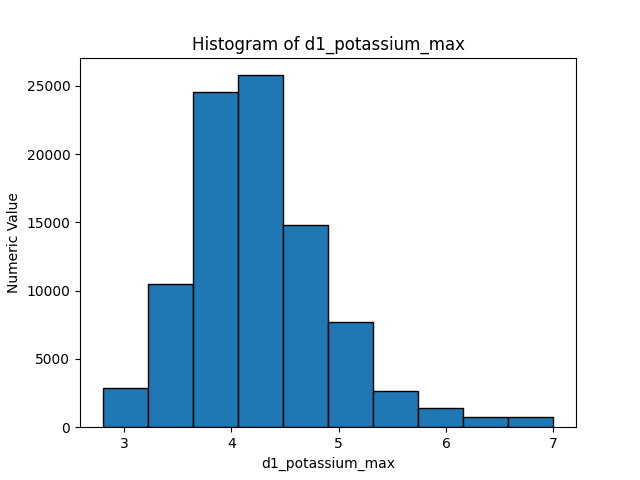 Histogram of d1_potassium_max
25000
20000
15000
10000
5000
0
Numeric Value
3 4 5 6 7
d1_potassium_max